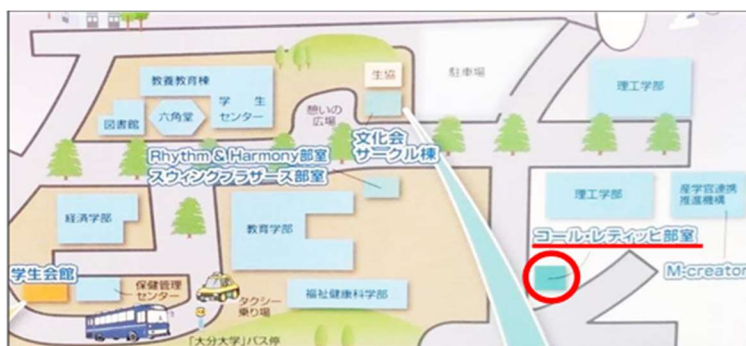 教養教育棟
図書館
六角堂
学生
センター
憩いの
広場
生協
駐車場
理工学部
Rhythm & Harmony部室
スウィングブラザーズ部室
文化会
サークル棟
経済学部
教育学部
理工学部
産学官連携
推進機構
コール・レティッヒ部室
M-creator
学生会館
保健管理
センター
タクシー
乗り場
福祉健康科学部
「大分大学」バス停